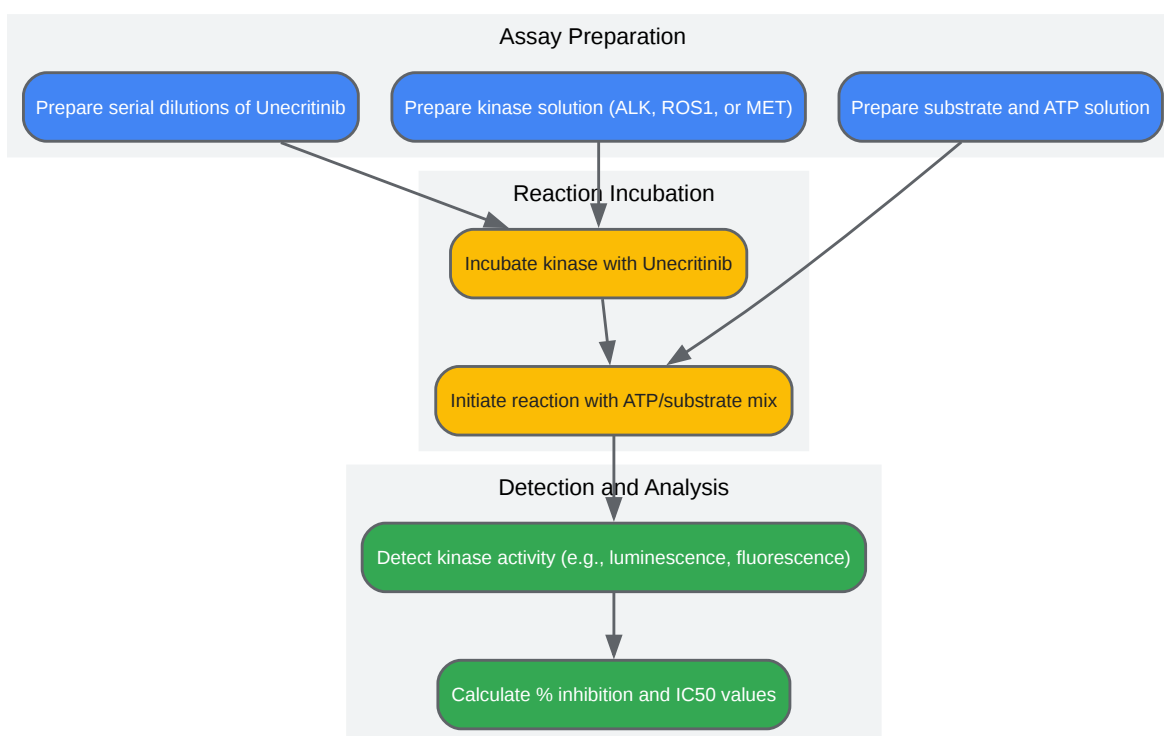 Assay Preparation
Prepare serial dilutions of Unecritinib
Prepare kinase solution (ALK, ROS1, or MET)
Prepare substrate and ATP solution
Reaction Incubation
Incubate kinase with Unecritinib
Initiate reaction with ATP/substrate mix
Detection and Analysis
Detect kinase activity (e.g., luminescence, fluorescence)
Calculate % inhibition and IC50 values